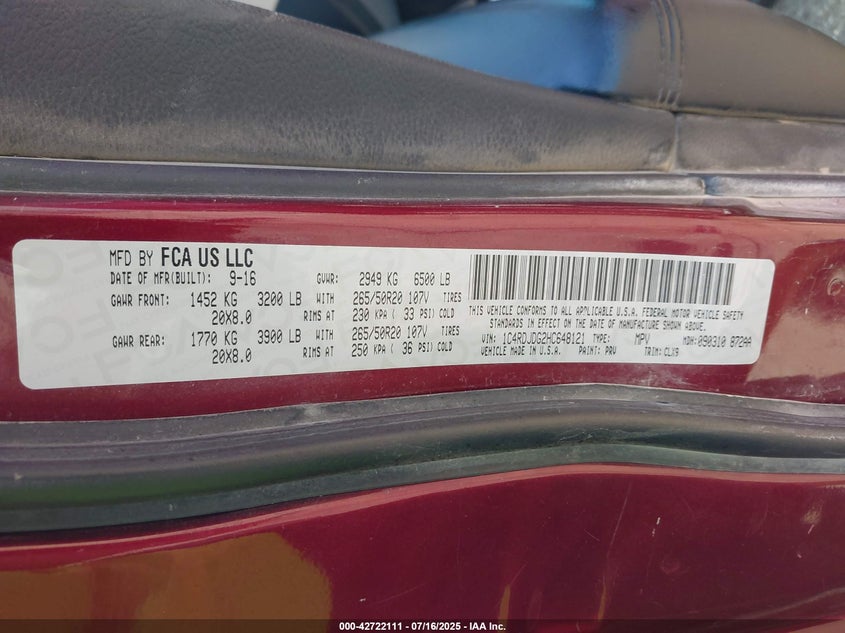 MFD BY FCA US LLC
DATE OF MFR(BUILT): 9-16 GVWR: 2949 KG 6500 LB
GAWR FRONT: 1452 KG 3200 LB WITH 265/50R20 107V TIRES
20X8.0 RIMS AT 230 KPA ( 33 PSI) COLD
GAWR REAR: 1770 KG 3900 LB WITH 265/50R20 107V TIRES
20X8.0 RIMS AT 250 KPA ( 36 PSI) COLD
THIS VEHICLE CONFORMS TO ALL APPLICABLE U.S.A. FEDERAL MOTOR VEHICLE SAFETY
STANDARDS IN EFFECT ON THE DATE OF MANUFACTURE SHOWN ABOVE.
VIN: 1C4RDJDG2HC648121 TYPE: MPV MDH: 090310 872AA
VEHICLE MADE IN U.S.A. PAINT: PRV TRIM: CLX9
000-42722111 - 07/16/2025 - IAA Inc.